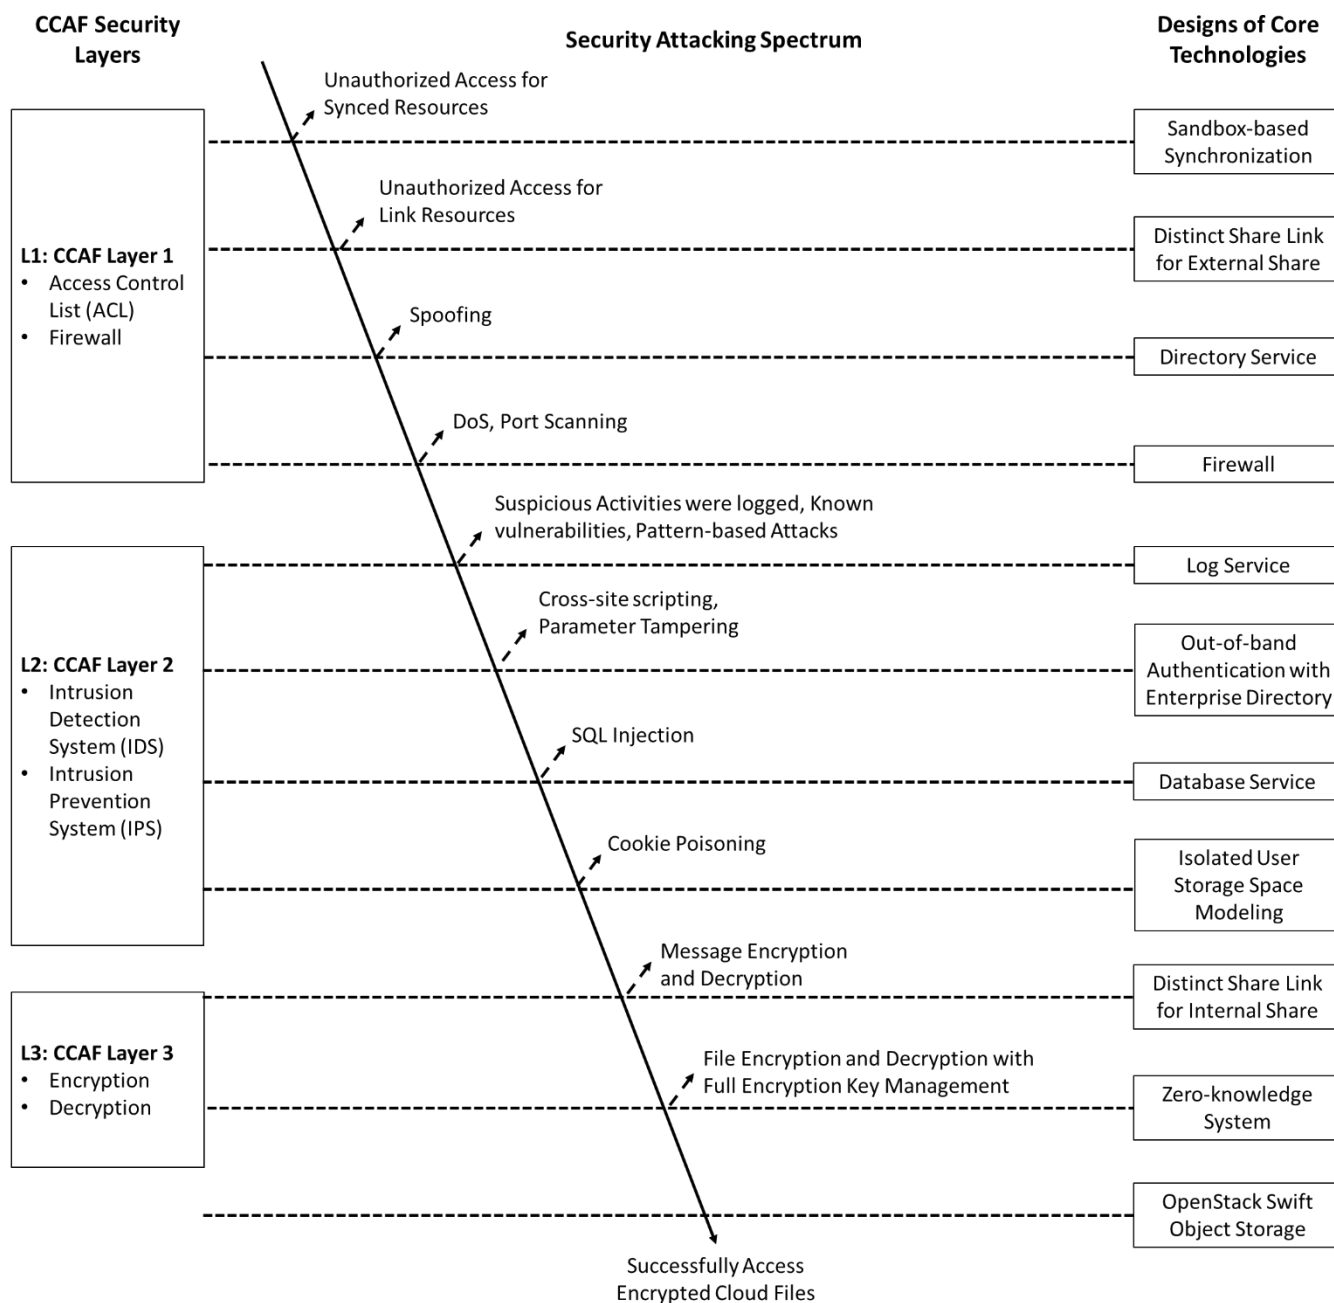 CCAF Security
Layers
Security Attacking Spectrum
Designs of Core
Technologies
Unauthorized Access for
Synced Resources
Sandbox-based
Synchronization
Unauthorized Access for
Link Resources
Distinct Share Link
for External Share
L1: CCAF Layer 1
• Access Control
List (ACL)
• Firewall
Spoofing
Directory Service
DoS, Port Scanning
Firewall
Suspicious Activities were logged, Known
vulnerabilities, Pattern-based Attacks
Log Service
Cross-site scripting,
Parameter Tampering
Out-of-band
Authentication with
Enterprise Directory
L2: CCAF Layer 2
• Intrusion
Detection
System (IDS)
• Intrusion
Prevention
System (IPS)
SQL Injection
Database Service
Cookie Poisoning
Isolated User
Storage Space
Modeling
Message Encryption
and Decryption
Distinct Share Link
for Internal Share
L3: CCAF Layer 3
• Encryption
• Decryption
File Encryption and Decryption with
Full Encryption Key Management
Zero-knowledge
System
OpenStack Swift
Object Storage
Successfully Access
Encrypted Cloud Files